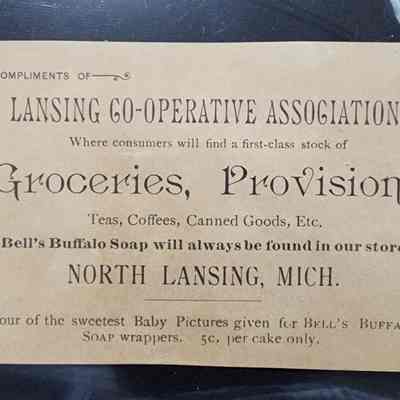 OMPLIMENTS OF
LANSING CO-OPERATIVE ASSOCIATION
Where consumers will find a first-class stock of
Groceries, Provision
Teas, Coffees, Canned Goods, Etc.
Bell's Buffalo Soap will always be found in our store
NORTH LANSING, MICH.
our of the sweetest Baby Pictures given for BELL'S BUFFA
SOAP wrappers. 5c. per cake only.